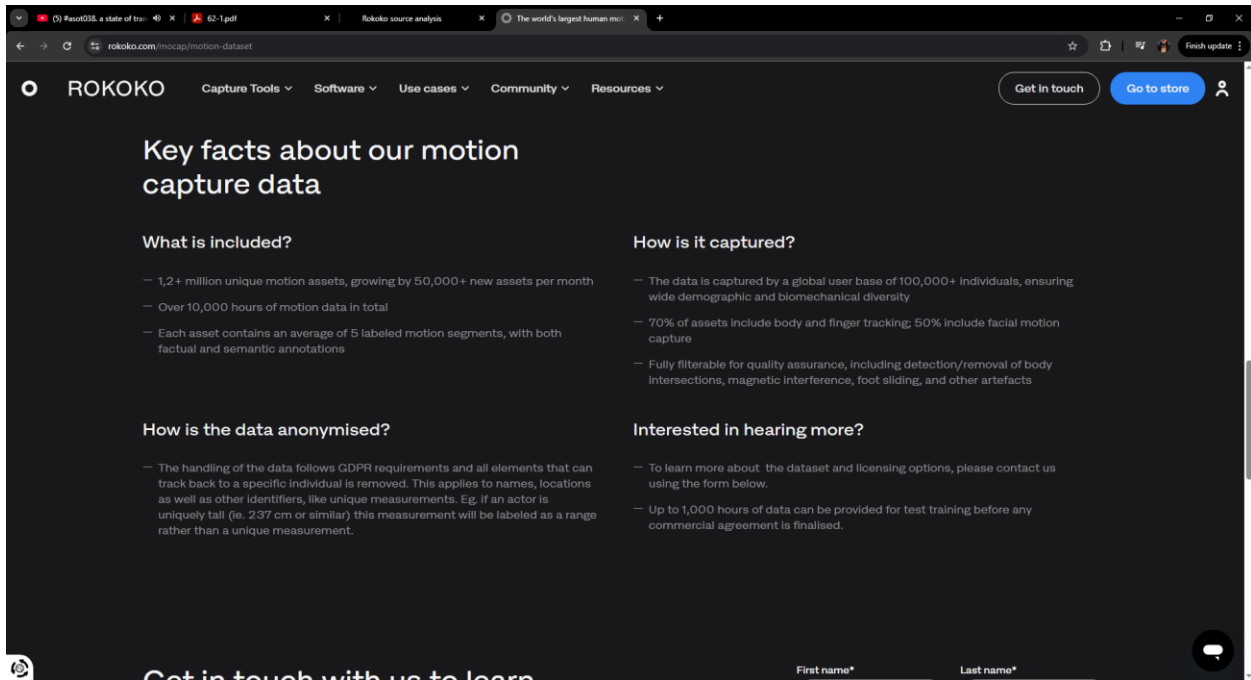 (5) #asot038. a state of tran
62-1.pdf
Rokoko source analysis
The world's largest human mot
rokoko.com/mocap/motion-dataset
Finish update
ROKOKO
Capture Tools
Software
Use cases
Community
Resources
Get in touch
Go to store
Key facts about our motion
capture data
What is included?
— 1,2+ million unique motion assets, growing by 50,000+ new assets per month
— Over 10,000 hours of motion data in total
— Each asset contains an average of 5 labeled motion segments, with both
factual and semantic annotations
How is it captured?
— The data is captured by a global user base of 100,000+ individuals, ensuring
wide demographic and biomechanical diversity
— 70% of assets include body and finger tracking; 50% include facial motion
capture
— Fully filterable for quality assurance, including detection/removal of body
intersections, magnetic interference, foot sliding, and other artefacts
How is the data anonymised?
— The handling of the data follows GDPR requirements and all elements that can
track back to a specific individual is removed. This applies to names, locations
as well as other identifiers, like unique measurements. Eg. if an actor is
uniquely tall (ie. 237 cm or similar) this measurement will be labeled as a range
rather than a unique measurement.
Interested in hearing more?
— To learn more about the dataset and licensing options, please contact us
using the form below.
— Up to 1,000 hours of data can be provided for test training before any
commercial agreement is finalised.
Get in touch with us to learn
First name*
Last name*